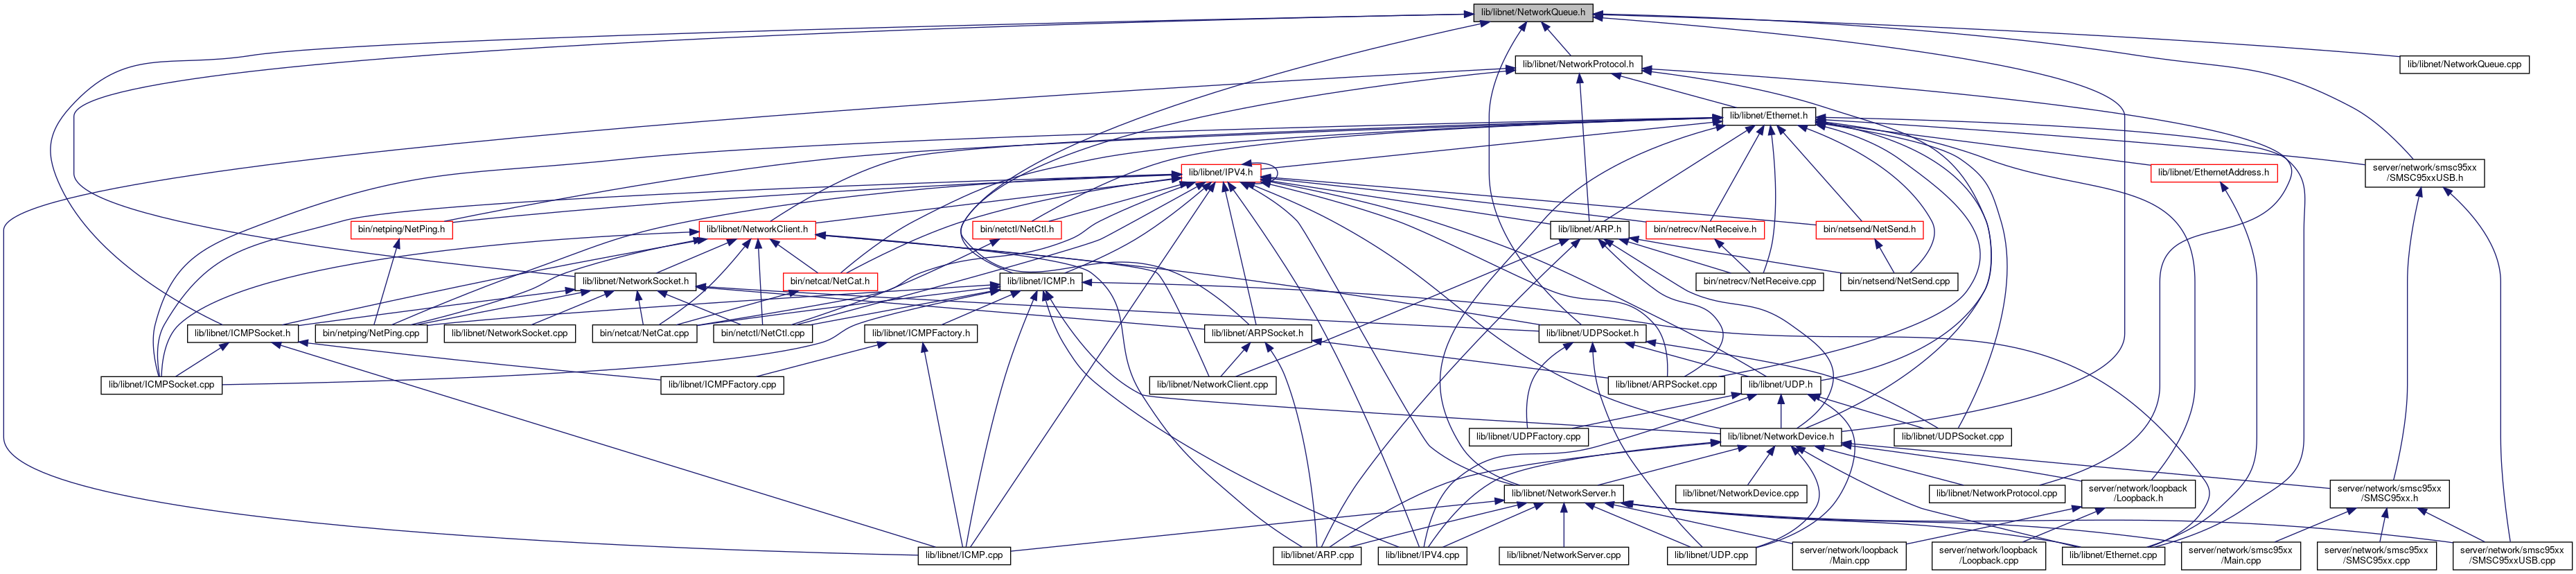 lib/libnet/NetworkQueue.h
lib/libnet/NetworkProtocol.h
lib/libnet/NetworkQueue.cpp
lib/libnet/Ethernet.h
lib/libnet/IPV4.h
lib/libnet/EthernetAddress.h
server/network/smsc95xx
/SMSC95xxUSB.h
bin/netping/NetPing.h
lib/libnet/NetworkClient.h
bin/netctl/NetCtl.h
lib/libnet/ARP.h
bin/netrecv/NetReceive.h
bin/netsend/NetSend.h
lib/libnet/NetworkSocket.h
bin/netcat/NetCat.h
lib/libnet/ICMP.h
bin/netrecv/NetReceive.cpp
bin/netsend/NetSend.cpp
lib/libnet/ICMPSocket.h
bin/netping/NetPing.cpp
lib/libnet/NetworkSocket.cpp
bin/netcat/NetCat.cpp
bin/netctl/NetCtl.cpp
lib/libnet/ICMPFactory.h
lib/libnet/ARPSocket.h
lib/libnet/UDPSocket.h
lib/libnet/ICMPSocket.cpp
lib/libnet/ICMPFactory.cpp
lib/libnet/NetworkClient.cpp
lib/libnet/ARPSocket.cpp
lib/libnet/UDP.h
lib/libnet/UDPFactory.cpp
lib/libnet/NetworkDevice.h
lib/libnet/UDPSocket.cpp
lib/libnet/NetworkServer.h
lib/libnet/NetworkDevice.cpp
lib/libnet/NetworkProtocol.cpp
server/network/loopback
/Loopback.h
server/network/smsc95xx
/SMSC95xx.h
lib/libnet/ICMP.cpp
lib/libnet/ARP.cpp
lib/libnet/IPV4.cpp
lib/libnet/NetworkServer.cpp
lib/libnet/UDP.cpp
server/network/loopback
/Main.cpp
server/network/loopback
/Loopback.cpp
lib/libnet/Ethernet.cpp
server/network/smsc95xx
/Main.cpp
server/network/smsc95xx
/SMSC95xx.cpp
server/network/smsc95xx
/SMSC95xxUSB.cpp